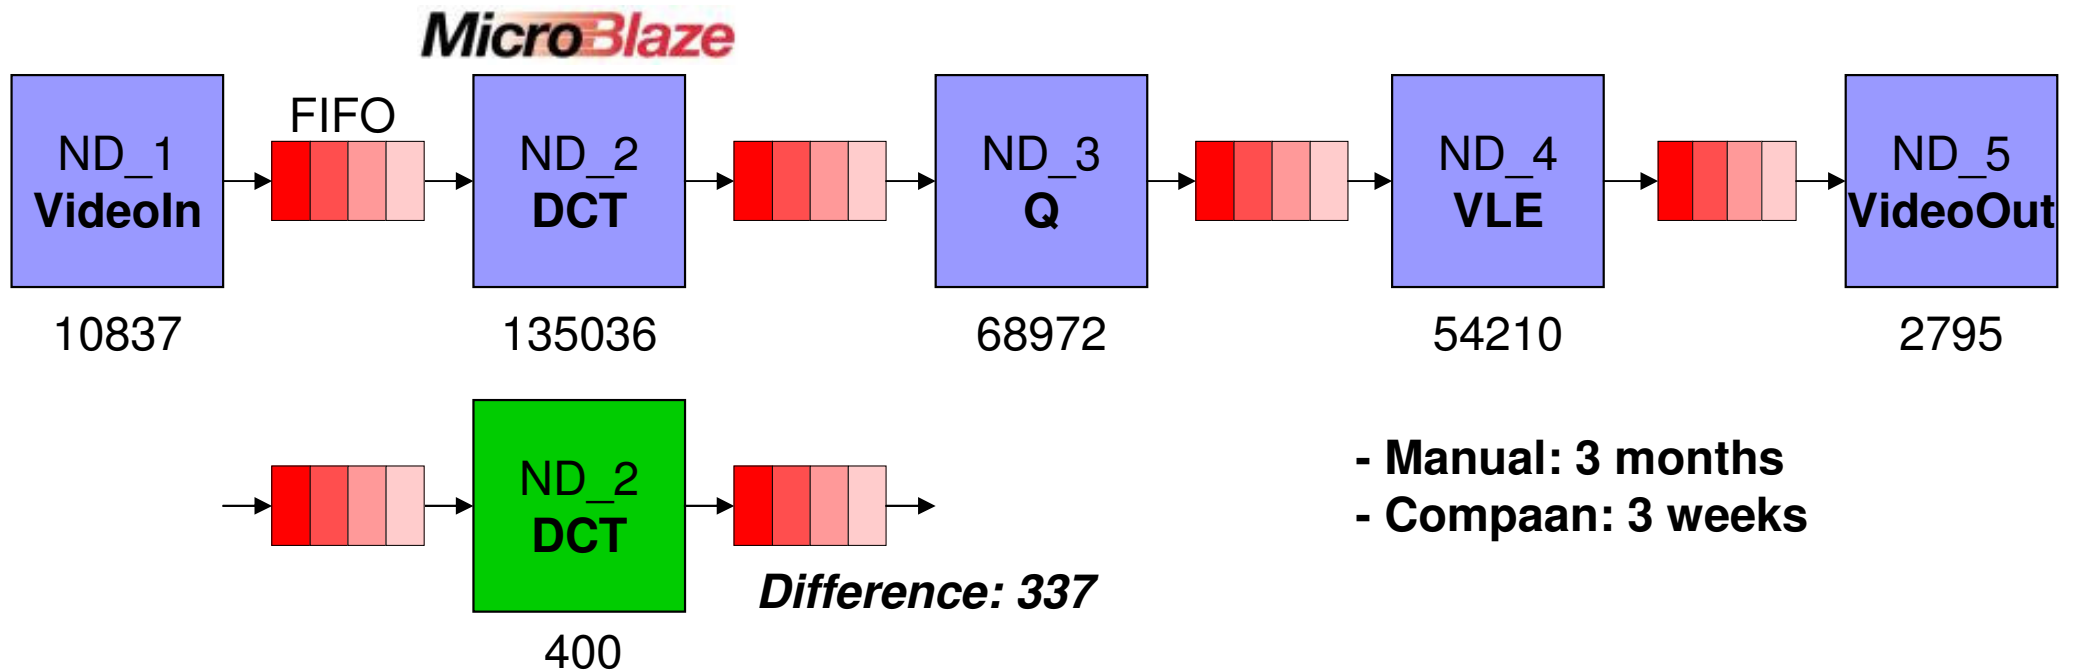 MicroBlaze
FIFO
ND_1
VideoIn
ND_2
DCT
ND_3
Q
ND_4
VLE
ND_5
VideoOut
10837
135036
68972
54210
2795
ND_2
DCT
400
Difference: 337
- Manual: 3 months
- Compaan: 3 weeks